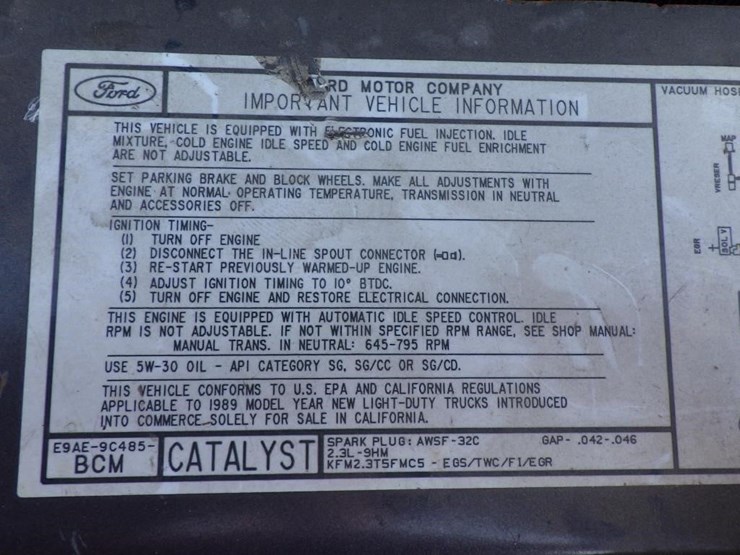 Ford
RD MOTOR COMPANY
IMPORTANT VEHICLE INFORMATION
THIS VEHICLE IS EQUIPPED WITH ELECTRONIC FUEL INJECTION. IDLE
MIXTURE, COLD ENGINE IDLE SPEED AND COLD ENGINE FUEL ENRICHMENT
ARE NOT ADJUSTABLE.
SET PARKING BRAKE AND BLOCK WHEELS. MAKE ALL ADJUSTMENTS WITH
ENGINE AT NORMAL OPERATING TEMPERATURE, TRANSMISSION IN NEUTRAL
AND ACCESSORIES OFF.
IGNITION TIMING-
(1) TURN OFF ENGINE
(2) DISCONNECT THE IN-LINE SPOUT CONNECTOR ( ).
(3) RE-START PREVIOUSLY WARMED-UP ENGINE.
(4) ADJUST IGNITION TIMING TO 10° BTDC.
(5) TURN OFF ENGINE AND RESTORE ELECTRICAL CONNECTION.
THIS ENGINE IS EQUIPPED WITH AUTOMATIC IDLE SPEED CONTROL. IDLE
RPM IS NOT ADJUSTABLE. IF NOT WITHIN SPECIFIED RPM RANGE, SEE SHOP MANUAL:
MANUAL TRANS. IN NEUTRAL: 645-795 RPM
USE 5W-30 OIL - API CATEGORY SG, SG/CC OR SG/CD.
THIS VEHICLE CONFORMS TO U.S. EPA AND CALIFORNIA REGULATIONS
APPLICABLE TO 1989 MODEL YEAR NEW LIGHT-DUTY TRUCKS INTRODUCED
INTO COMMERCE SOLELY FOR SALE IN CALIFORNIA.
E9AE-9C485-
BCM
CATALYST
SPARK PLUG: AWSF-32C GAP- .042-.046
2.3L-9HM
KFM2.3T5FMC5 - EGS/TWC/FI/EGR
VACUUM HOS
MAP
VRESER
EGR
SOL V